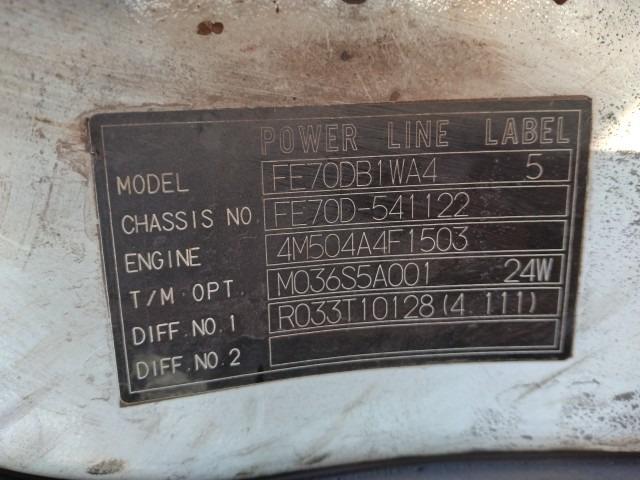 POWER LINE LABEL
MODEL FE70DB1WA4 5
CHASSIS NO. FE70D-541122
ENGINE 4M504A4F1503
T/M OPT. M036S5A001 24W
DIFF.NO.1 R033T10128(4.111)
DIFF.NO.2